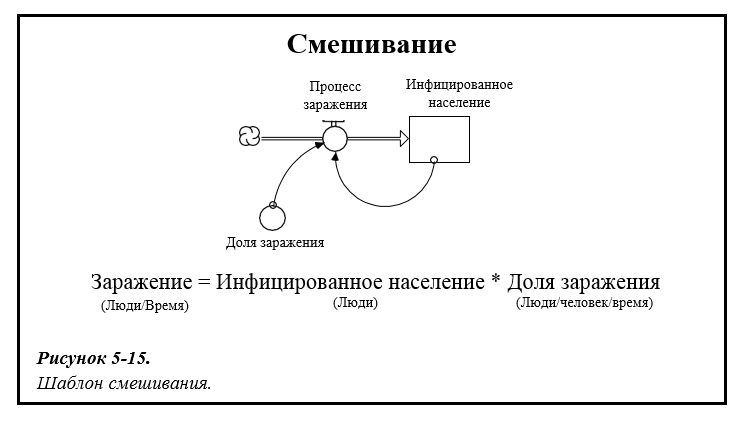 Смешивание
Процесс
заражения
Инфицированное
население
Доля заражения
Заражение = Инфицированное население * Доля заражения
(Люди/Время) (Люди) (Люди/человек/время)
Рисунок 5-15.
Шаблон смешивания.